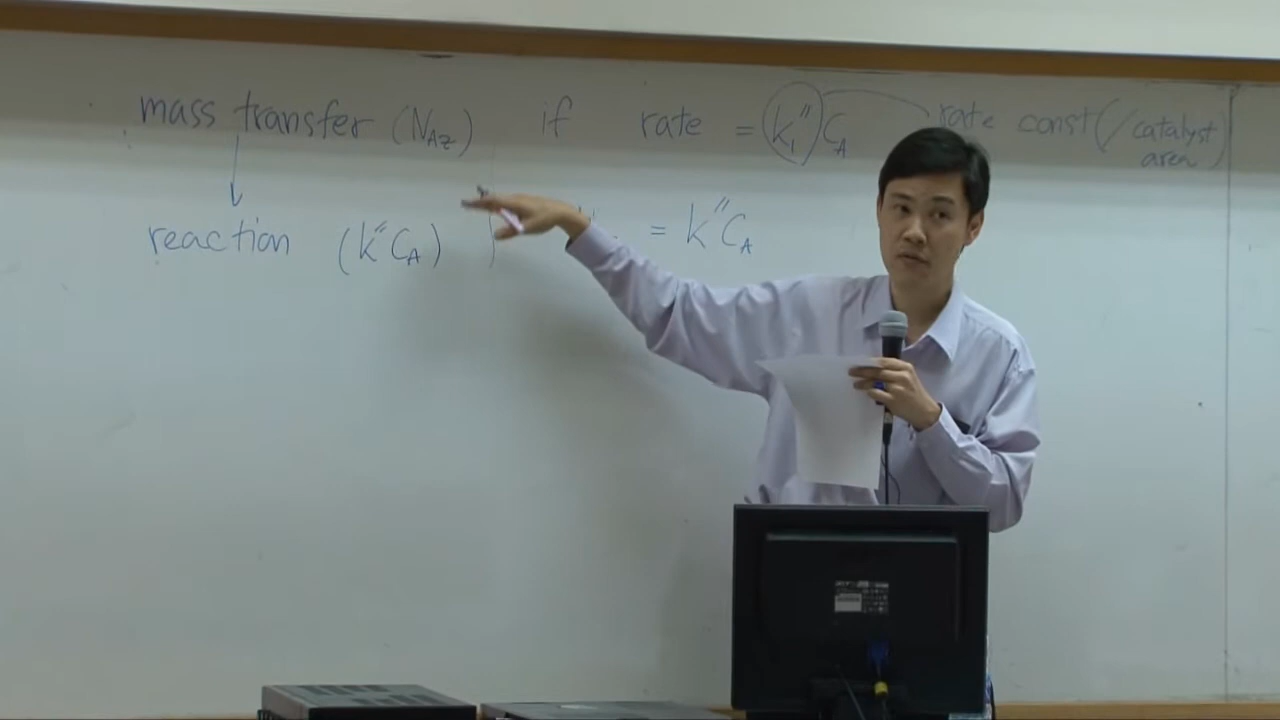 mass transfer (N_Az) if rate = k₁″ C_A rate const (/catalyst area)
reaction (k″C_A) = k″C_A